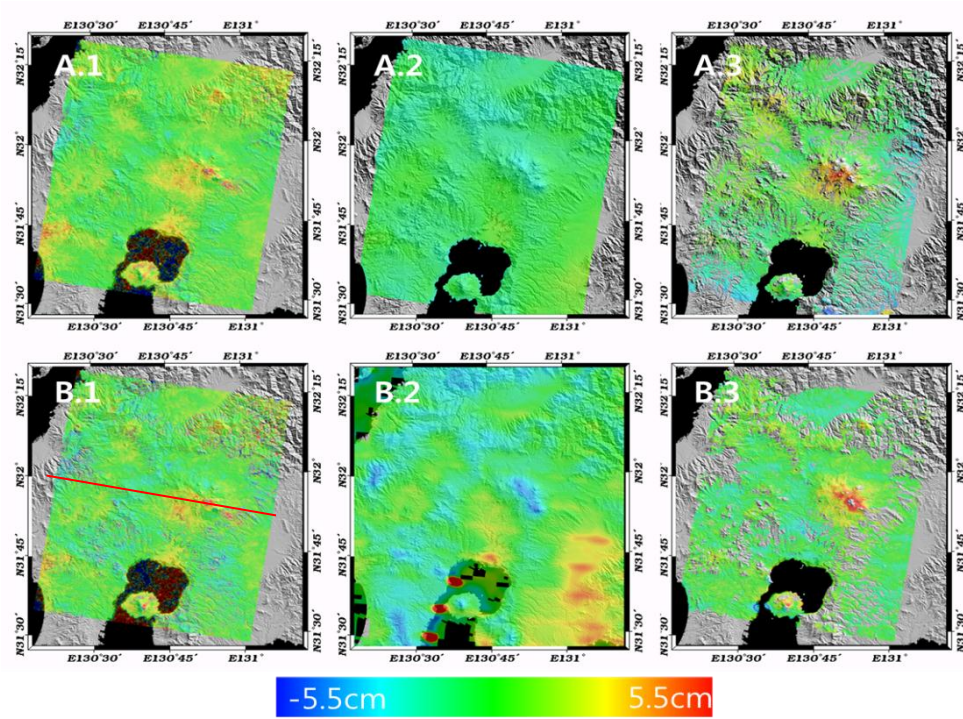 E130°30′ E130°45′ E131° E130°30′ E130°45′ E131° E130°30′ E130°45′ E131°
A.1 A.2 A.3
N32°15′ N32°15′ N32°15′ N32°15′ N32°15′ N32°15′
N32° N32° N32° N32° N32° N32°
N31°45′ N31°45′ N31°45′ N31°45′ N31°45′ N31°45′
N31°30′ N31°30′ N31°30′ N31°30′ N31°30′ N31°30′
E130°30′ E130°45′ E131° E130°30′ E130°45′ E131° E130°30′ E130°45′ E131°
E130°30′ E130°45′ E131° E130°30′ E130°45′ E131° E130°30′ E130°45′ E131°
B.1 B.2 B.3
N32°15′ N32°15′ N32°15′ N32°15′ N32°15′ N32°15′
N32° N32° N32° N32° N32° N32°
N31°45′ N31°45′ N31°45′ N31°45′ N31°45′ N31°45′
N31°30′ N31°30′ N31°30′ N31°30′ N31°30′ N31°30′
E130°30′ E130°45′ E131° E130°30′ E130°45′ E131° E130°30′ E130°45′ E131°
-5.5cm 5.5cm